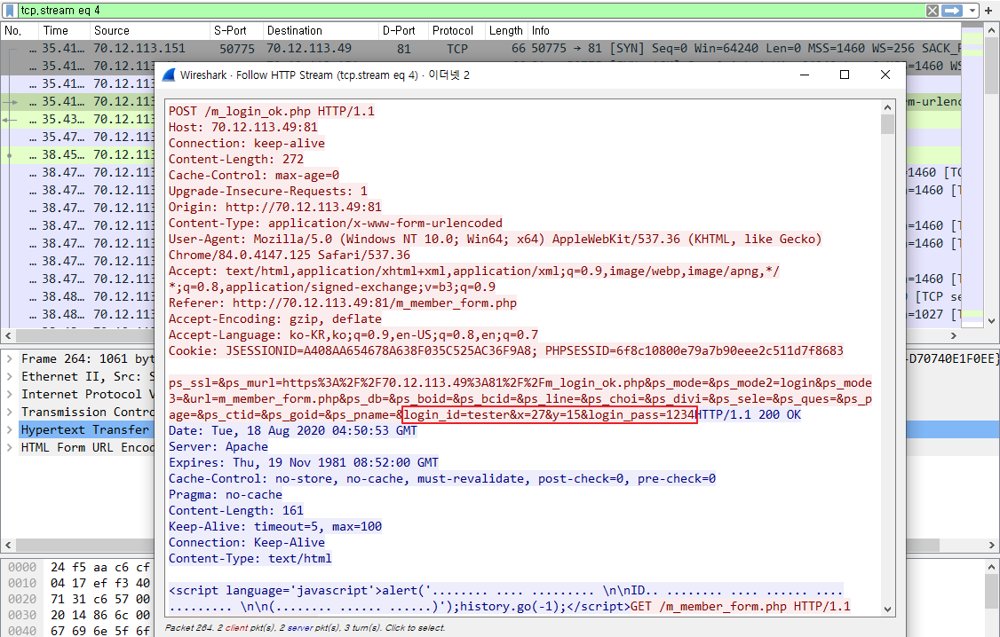 tcp.stream eq 4
No. Time Source S-Port Destination D-Port Protocol Length Info
... 35.41... 70.12.113.151 50775 70.12.113.49 81 TCP 66 50775 → 81 [SYN] Seq=0 Win=64240 Len=0 MSS=1460 WS=256 SACK_
... 35.41... 70.12.113 =1460 WS
... 35.41... 70.12.113
... 35.41... 70.12.113 m-urlenc
... 35.43... 70.12.113
... 35.47... 70.12.113
... 38.45... 70.12.113
... 38.47... 70.12.113 =1460 [TC
... 38.47... 70.12.113 =1460 [T
... 38.47... 70.12.113
... 38.47... 70.12.113 =1460 [T
... 38.47... 70.12.113 =1460 [T
... 38.47... 70.12.113
... 38.47... 70.12.113 =1460 [T
... 38.48... 70.12.113 [TCP se
... 38.48... 70.12.113 =1027 [T
Wireshark · Follow HTTP Stream (tcp.stream eq 4) · 이더넷 2
POST /m_login_ok.php HTTP/1.1
Host: 70.12.113.49:81
Connection: keep-alive
Content-Length: 272
Cache-Control: max-age=0
Upgrade-Insecure-Requests: 1
Origin: http://70.12.113.49:81
Content-Type: application/x-www-form-urlencoded
User-Agent: Mozilla/5.0 (Windows NT 10.0; Win64; x64) AppleWebKit/537.36 (KHTML, like Gecko)
Chrome/84.0.4147.125 Safari/537.36
Accept: text/html,application/xhtml+xml,application/xml;q=0.9,image/webp,image/apng,*/
*;q=0.8,application/signed-exchange;v=b3;q=0.9
Referer: http://70.12.113.49:81/m_member_form.php
Accept-Encoding: gzip, deflate
Accept-Language: ko-KR,ko;q=0.9,en-US;q=0.8,en;q=0.7
Cookie: JSESSIONID=A408AA654678A638F035C525AC36F9A8; PHPSESSID=6f8c10800e79a7b90eee2c511d7f8683
ps_ssl=&ps_murl=https%3A%2F%2F70.12.113.49%3A81%2F%2Fm_login_ok.php&ps_mode=&ps_mode2=login&ps_mode
3=&url=m_member_form.php&ps_db=&ps_boid=&ps_bcid=&ps_line=&ps_choi=&ps_divi=&ps_sele=&ps_ques=&ps_p
age=&ps_ctid=&ps_goid=&ps_pname=&login_id=tester&x=27&y=15&login_pass=1234HTTP/1.1 200 OK
Date: Tue, 18 Aug 2020 04:50:53 GMT
Server: Apache
Expires: Thu, 19 Nov 1981 08:52:00 GMT
Cache-Control: no-store, no-cache, must-revalidate, post-check=0, pre-check=0
Pragma: no-cache
Content-Length: 161
Keep-Alive: timeout=5, max=100
Connection: Keep-Alive
Content-Type: text/html
<script language='javascript'>alert('........ .... ......... \n\nID.. ........ .... ...... ....
......... \n\n(........ ...... ......)');history.go(-1);</script>GET /m_member_form.php HTTP/1.1
Packet 264. 2 client pkt(s), 2 server pkt(s), 3 turn(s). Click to select.
Frame 264: 1061 byt -D70740E1F0EE}
Ethernet II, Src: S
Internet Protocol V
Transmission Contro
Hypertext Transfer
HTML Form URL Encod
0000 24 f5 aa c6 cf
0010 04 17 ef f3 40
0020 71 31 c6 57 00
0030 20 14 86 6c 00
0040 67 69 6e 5f 6f